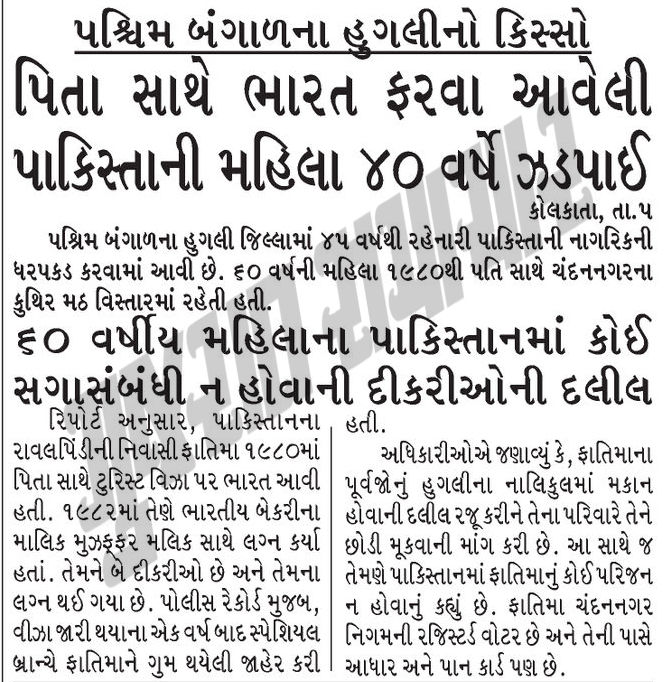 પશ્ચિમ બંગાળના હુગલીનો કિસ્સો
પિતા સાથે ભારત ફરવા આવેલી
પાકિસ્તાની મહિલા ૪૦ વર્ષે ઝડપાઈ
કોલકાતા, તા.૫
પશ્ચિમ બંગાળના હુગલી જિલ્લામાં ૪૫ વર્ષથી રહેનારી પાકિસ્તાની નાગરિકની
ધરપકડ કરવામાં આવી છે. ૬૦ વર્ષની મહિલા ૧૯૮૦થી પતિ સાથે ચંદનનગરના
કુથિર મઠ વિસ્તારમાં રહેતી હતી.
૬૦ વર્ષીય મહિલાના પાકિસ્તાનમાં કોઈ
સગાસંબંધી ન હોવાની દીકરીઓની દલીલ
રિપોર્ટ અનુસાર, પાકિસ્તાનના
રાવલપિંડીની નિવાસી ફાતિમા ૧૯૮૦માં
પિતા સાથે ટુરિસ્ટ વિઝા પર ભારત આવી
હતી. ૧૯૮૨માં તેણે ભારતીય બેકરીના
માલિક મુઝફ્ફર મલિક સાથે લગ્ન કર્યા
હતાં. તેમને બે દીકરીઓ છે અને તેમના
લગ્ન થઈ ગયા છે. પોલીસ રેકોર્ડ મુજબ,
વીઝા જારી થયાના એક વર્ષ બાદ સ્પેશિયલ
બ્રાન્ચે ફાતિમાને ગુમ થયેલી જાહેર કરી
હતી.
અધિકારીઓએ જણાવ્યું કે, ફાતિમાના
પૂર્વજોનું હુગલીના નાલિકુલમાં મકાન
હોવાની દલીલ રજૂ કરીને તેના પરિવારે તેને
છોડી મૂકવાની માંગ કરી છે. આ સાથે જ
તેમણે પાકિસ્તાનમાં ફાતિમાનું કોઈ પરિજન
ન હોવાનું કહ્યું છે. ફાતિમા ચંદનનગર
નિગમની રજિસ્ટર્ડ વોટર છે અને તેની પાસે
આધાર અને પાન કાર્ડ પણ છે.